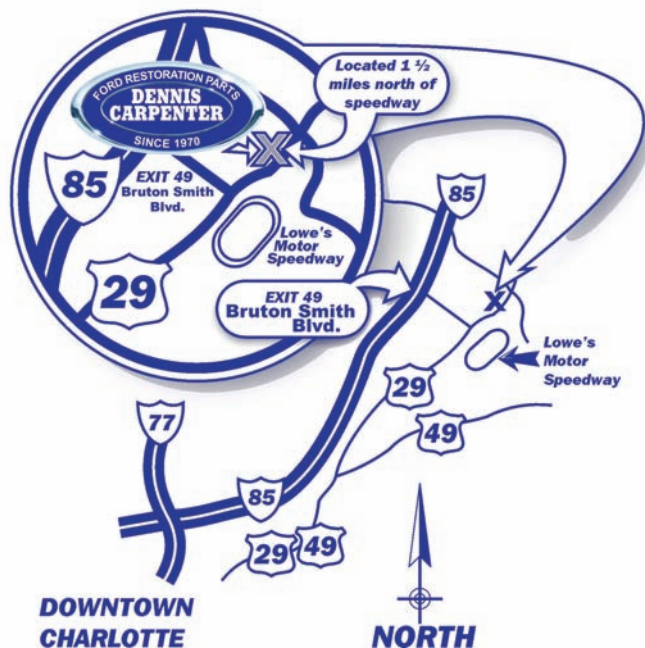 FORD RESTORATION PARTS
DENNIS
CARPENTER
SINCE 1970
Located 1 ½
miles north of
speedway
X
85
EXIT 49
Bruton Smith
Blvd.
29
Lowe's
Motor
Speedway
85
EXIT 49
Bruton Smith
Blvd.
X
Lowe's
Motor
Speedway
29
49
77
85
29
49
DOWNTOWN
CHARLOTTE
NORTH